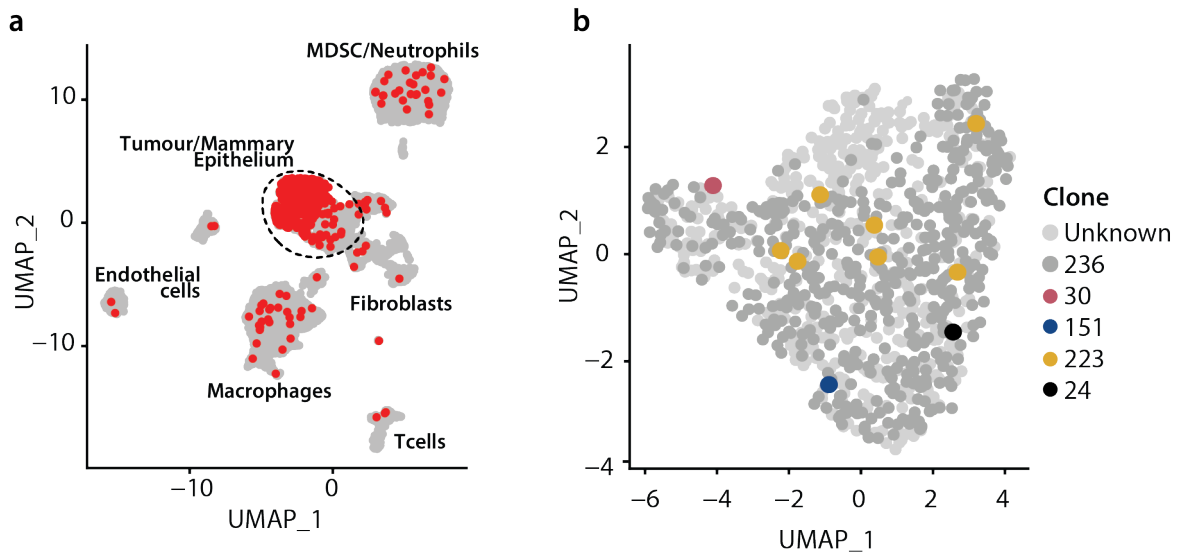 a
MDSC/Neutrophils
Tumour/Mammary
Epithelium
Endothelial
cells
Fibroblasts
Macrophages
Tcells
10
0
−10
UMAP_2
−10
0
UMAP_1
b
2
0
−2
−4
UMAP_2
−6
−4
−2
0
2
4
UMAP_1
Clone
Unknown
236
30
151
223
24